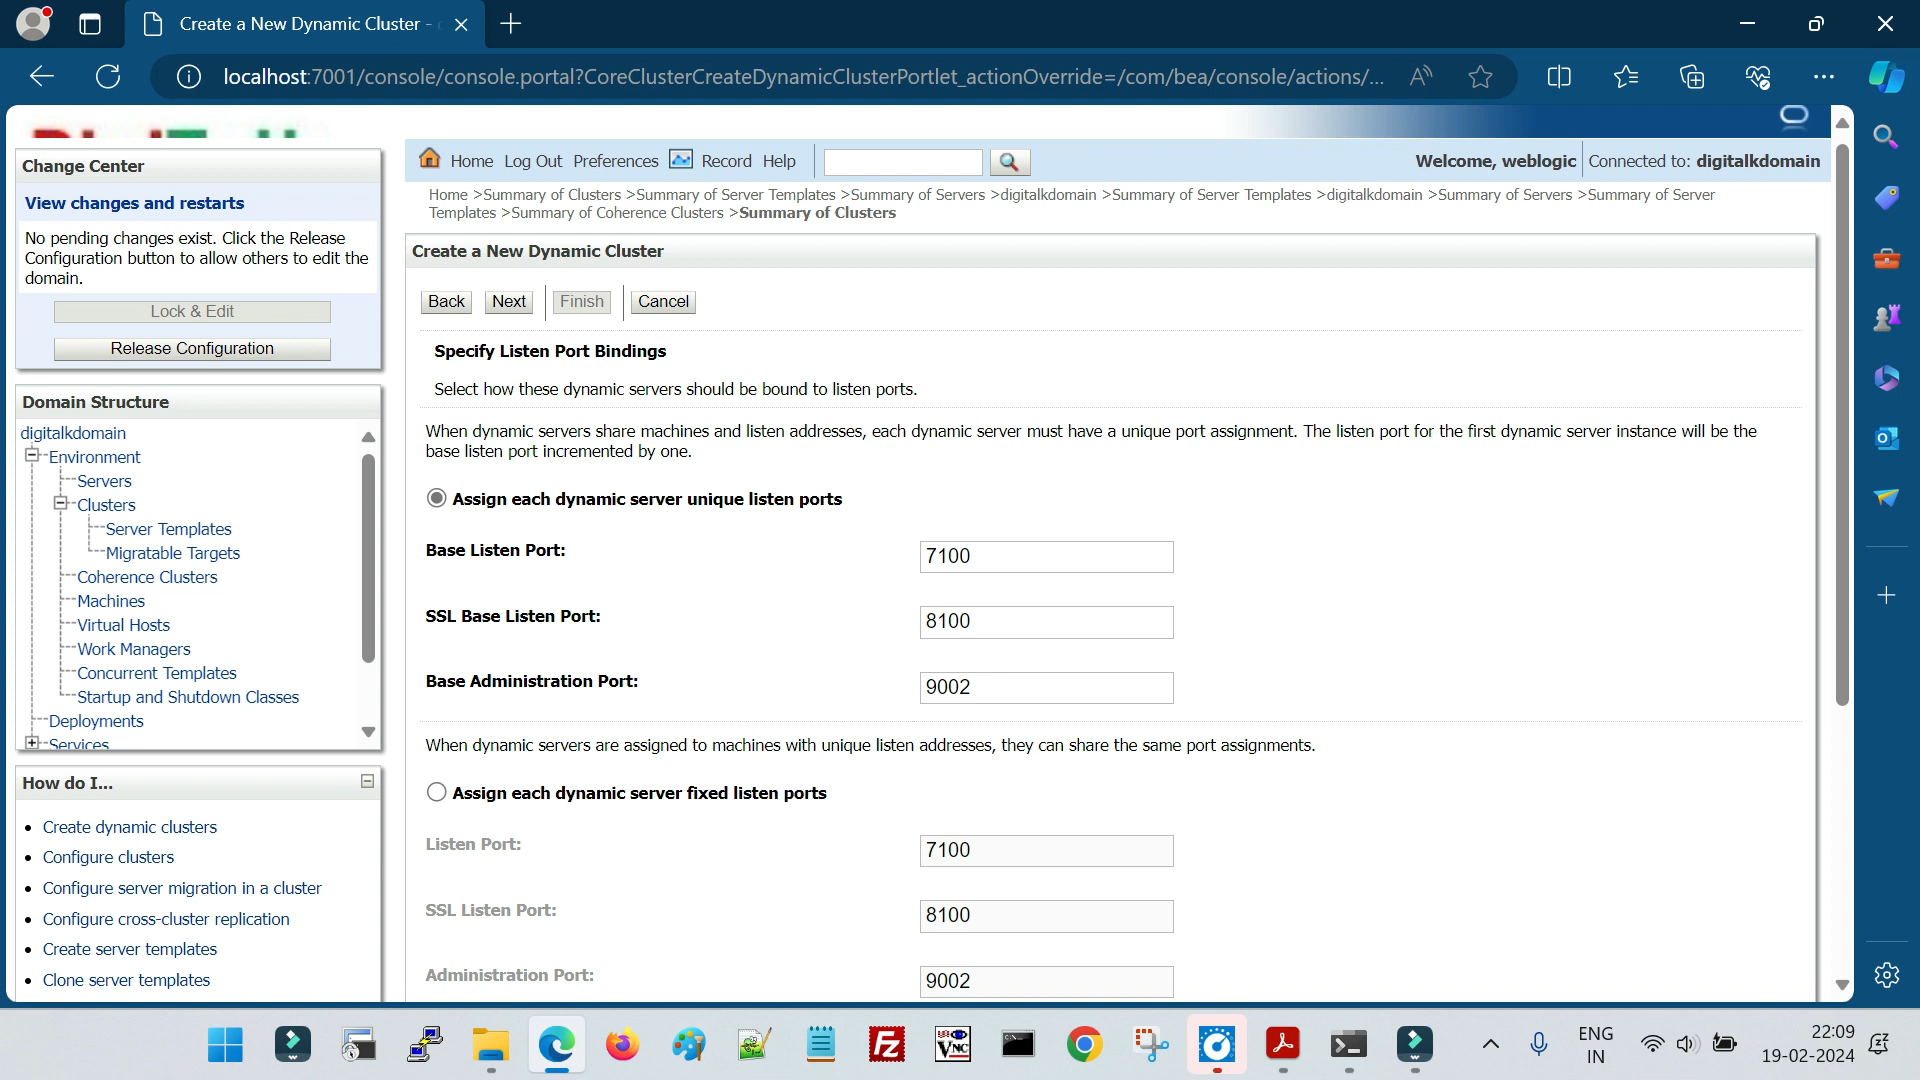 Create a New Dynamic Cluster -
localhost:7001/console/console.portal?CoreClusterCreateDynamicClusterPortlet_actionOverride=/com/bea/console/actions/...
Change Center
View changes and restarts
No pending changes exist. Click the Release
Configuration button to allow others to edit the
domain.
Lock & Edit
Release Configuration
Domain Structure
digitalkdomain
Environment
Servers
Clusters
Server Templates
Migratable Targets
Coherence Clusters
Machines
Virtual Hosts
Work Managers
Concurrent Templates
Startup and Shutdown Classes
Deployments
Services
How do I...
Create dynamic clusters
Configure clusters
Configure server migration in a cluster
Configure cross-cluster replication
Create server templates
Clone server templates
Home Log Out Preferences Record Help
Welcome, weblogic Connected to: digitalkdomain
Home >Summary of Clusters >Summary of Server Templates >Summary of Servers >digitalkdomain >Summary of Server Templates >digitalkdomain >Summary of Servers >Summary of Server
Templates >Summary of Coherence Clusters >Summary of Clusters
Create a New Dynamic Cluster
Back Next Finish Cancel
Specify Listen Port Bindings
Select how these dynamic servers should be bound to listen ports.
When dynamic servers share machines and listen addresses, each dynamic server must have a unique port assignment. The listen port for the first dynamic server instance will be the
base listen port incremented by one.
Assign each dynamic server unique listen ports
Base Listen Port: 7100
SSL Base Listen Port: 8100
Base Administration Port: 9002
When dynamic servers are assigned to machines with unique listen addresses, they can share the same port assignments.
Assign each dynamic server fixed listen ports
Listen Port: 7100
SSL Listen Port: 8100
Administration Port: 9002
ENG
IN
22:09
19-02-2024